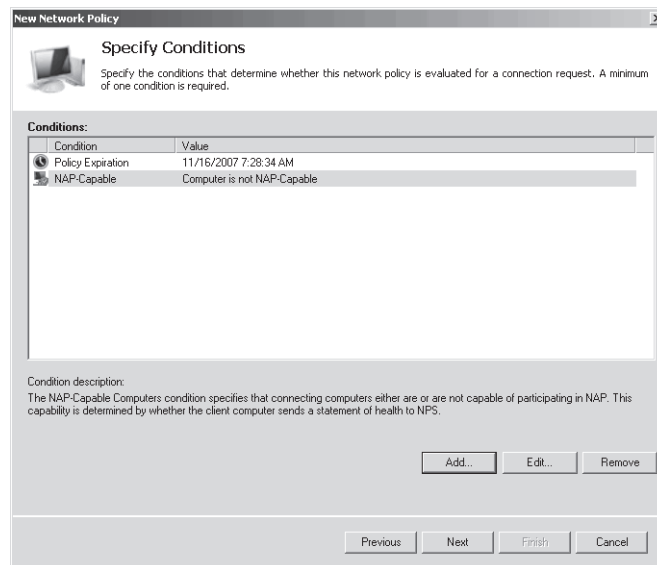 New Network Policy
Specify Conditions
Specify the conditions that determine whether this network policy is evaluated for a connection request. A minimum
of one condition is required.
Conditions:
Condition Value
Policy Expiration 11/16/2007 7:28:34 AM
NAP-Capable Computer is not NAP-Capable
Condition description:
The NAP-Capable Computers condition specifies that connecting computers either are or are not capable of participating in NAP. This
capability is determined by whether the client computer sends a statement of health to NPS.
Add... Edit... Remove
Previous Next Finish Cancel